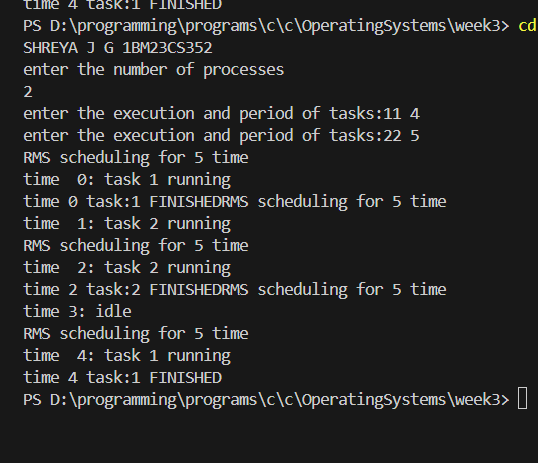 time 4 task:1 FINISHED
PS D:\programming\programs\c\c\OperatingSystems\week3> cd
SHREYA J G 1BM23CS352
enter the number of processes
2
enter the execution and period of tasks:11 4
enter the execution and period of tasks:22 5
RMS scheduling for 5 time
time  0: task 1 running
time 0 task:1 FINISHEDRMS scheduling for 5 time
time  1: task 2 running
RMS scheduling for 5 time
time  2: task 2 running
time 2 task:2 FINISHEDRMS scheduling for 5 time
time 3: idle
RMS scheduling for 5 time
time  4: task 1 running
time 4 task:1 FINISHED
PS D:\programming\programs\c\c\OperatingSystems\week3>